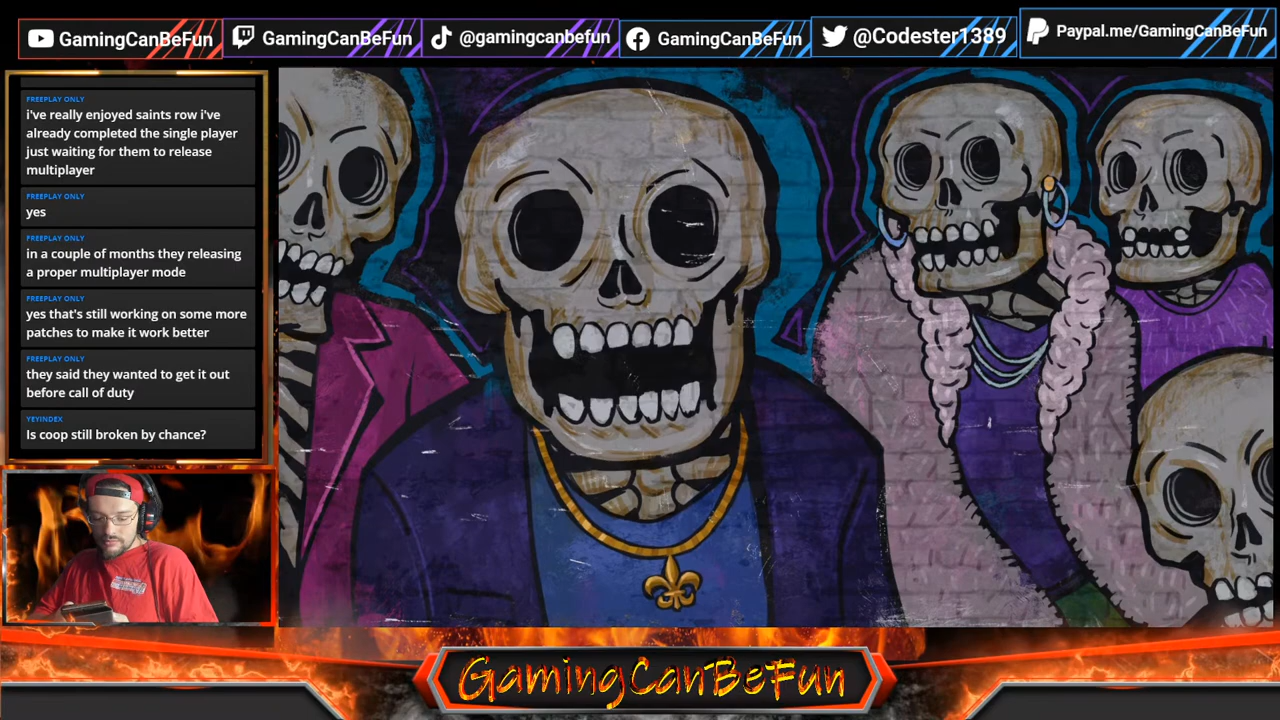 GamingCanBeFun
GamingCanBeFun
@gamingcanbefun
GamingCanBeFun
@Codester1389
Paypal.me/GamingCanBeFun
FREEPLAY ONLY
i've really enjoyed saints row i've
already completed the single player
just waiting for them to release
multiplayer
FREEPLAY ONLY
yes
FREEPLAY ONLY
in a couple of months they releasing
a proper multiplayer mode
FREEPLAY ONLY
yes that's still working on some more
patches to make it work better
FREEPLAY ONLY
they said they wanted to get it out
before call of duty
YEYINDEX
Is coop still broken by chance?
GamingCanBeFun